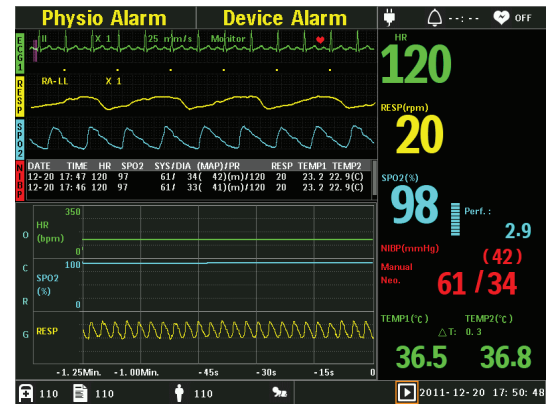 Physio Alarm Device Alarm --:-- OFF
II X 1 25 mm/s Monitor
ECG1
RA-LL X 1
RESP
SPO2
NIBP
DATE TIME HR SPO2 SYS/DIA (MAP)/PR RESP TEMP1 TEMP2
12-20 17:47 120 97 61/ 34( 42)(m)/120 20 23.2 22.9(C)
12-20 17:46 120 97 61/ 33( 41)(m)/120 20 23.2 22.9(C)
350
HR
(bpm)
0
100
SPO2
(%)
0
RESP
O
C
R
G
-1.25Min. -1.00Min. -45s -30s -15s 0
HR
120
RESP(rpm)
20
SPO2(%)
98
Perf.:
2.9
NIBP(mmHg)
(42)
Manual
Neo.
61/34
TEMP1(℃) TEMP2(℃)
△T: 0.3
36.5 36.8
110 110 110 2011-12-20 17:50:48